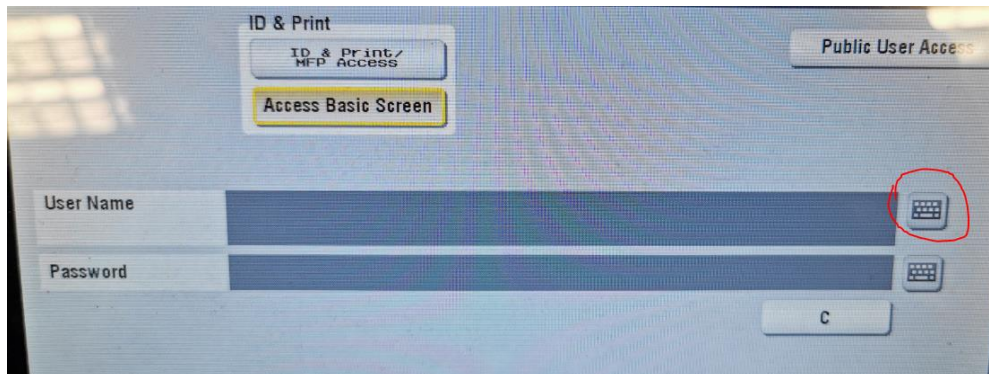 ID & Print
ID & Print/
MFP Access
Public User Access
Access Basic Screen
User Name
Password
C